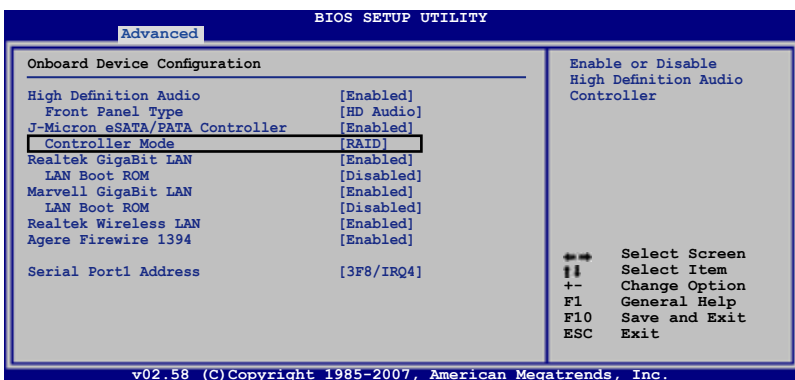 BIOS SETUP UTILITY
Advanced
Onboard Device Configuration
High Definition Audio [Enabled]
Front Panel Type [HD Audio]
J-Micron eSATA/PATA Controller [Enabled]
Controller Mode [RAID]
Realtek GigaBit LAN [Enabled]
LAN Boot ROM [Disabled]
Marvell GigaBit LAN [Enabled]
LAN Boot ROM [Disabled]
Realtek Wireless LAN [Enabled]
Agere Firewire 1394 [Enabled]
Serial Port1 Address [3F8/IRQ4]
Enable or Disable
High Definition Audio
Controller
←→ Select Screen
↑↓ Select Item
+- Change Option
F1 General Help
F10 Save and Exit
ESC Exit
v02.58 (C)Copyright 1985-2007, American Megatrends, Inc.